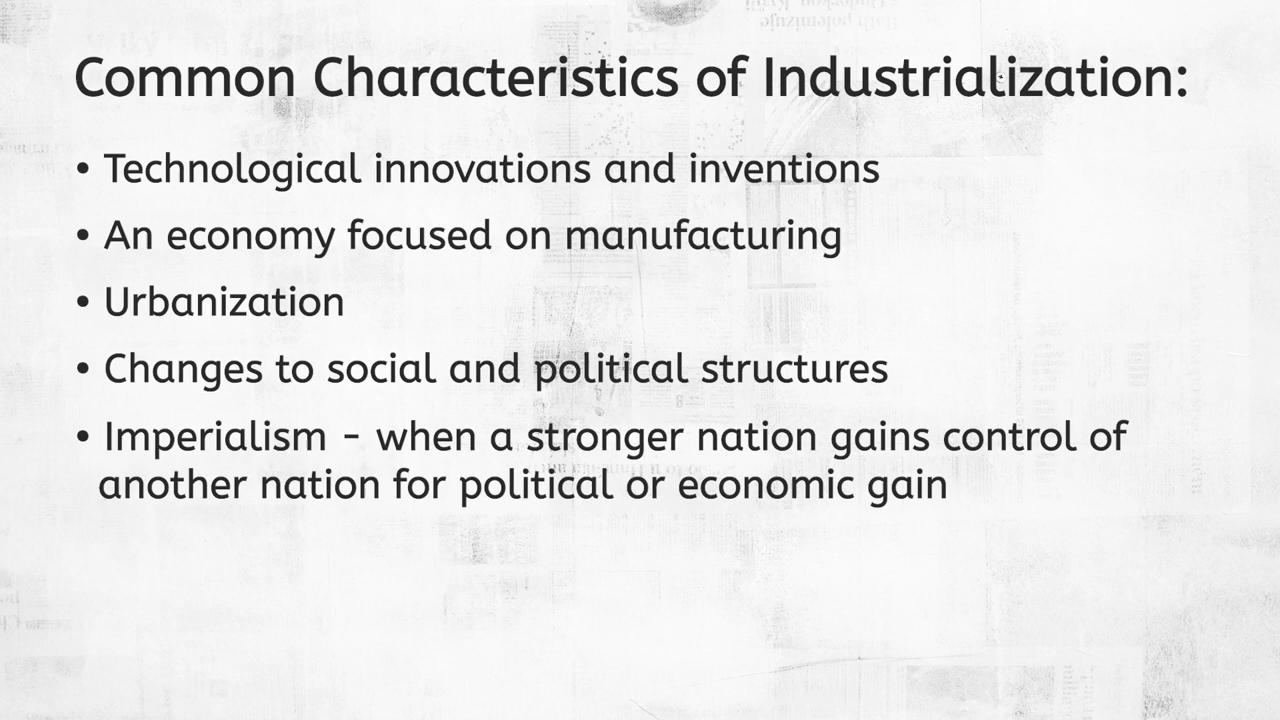 Common Characteristics of Industrialization:
• Technological innovations and inventions
• An economy focused on manufacturing
• Urbanization
• Changes to social and political structures
• Imperialism - when a stronger nation gains control of
another nation for political or economic gain